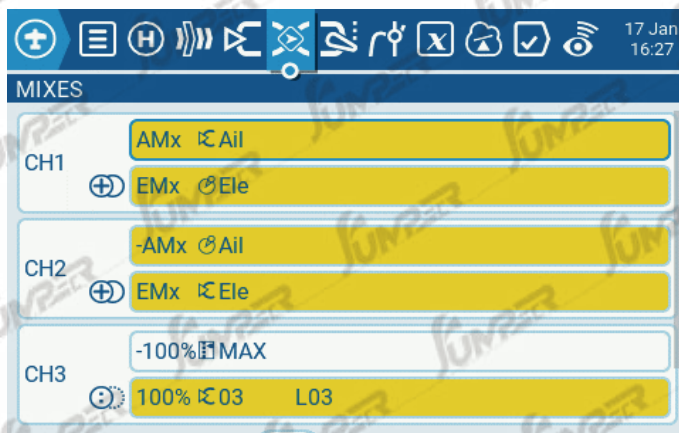 17 Jan
16:27
MIXES
CH1
AMx Ail
EMx Ele
CH2
-AMx Ail
EMx Ele
CH3
-100% MAX
100% 03 L03
JUMPER